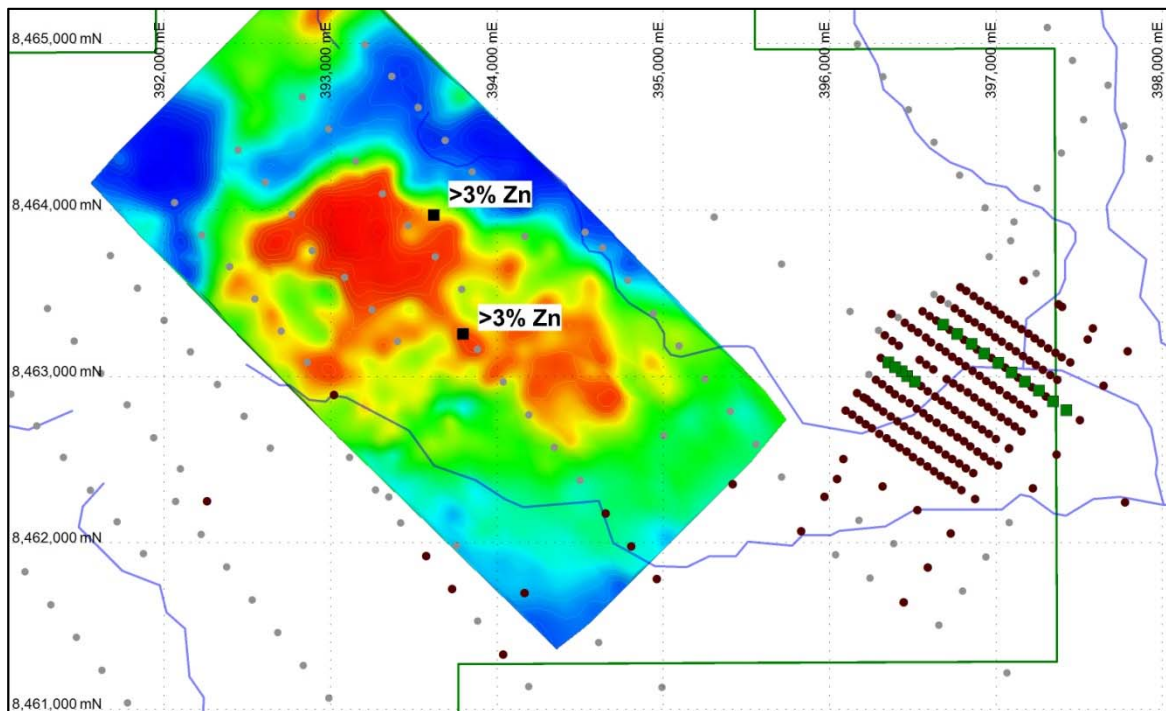 8,465,000 mN
392,000 mE
393,000 mE
394,000 mE
395,000 mE
396,000 mE
397,000 mE
398,000 mE
>3% Zn
8,464,000 mN
>3% Zn
8,463,000 mN
8,462,000 mN
8,461,000 mN